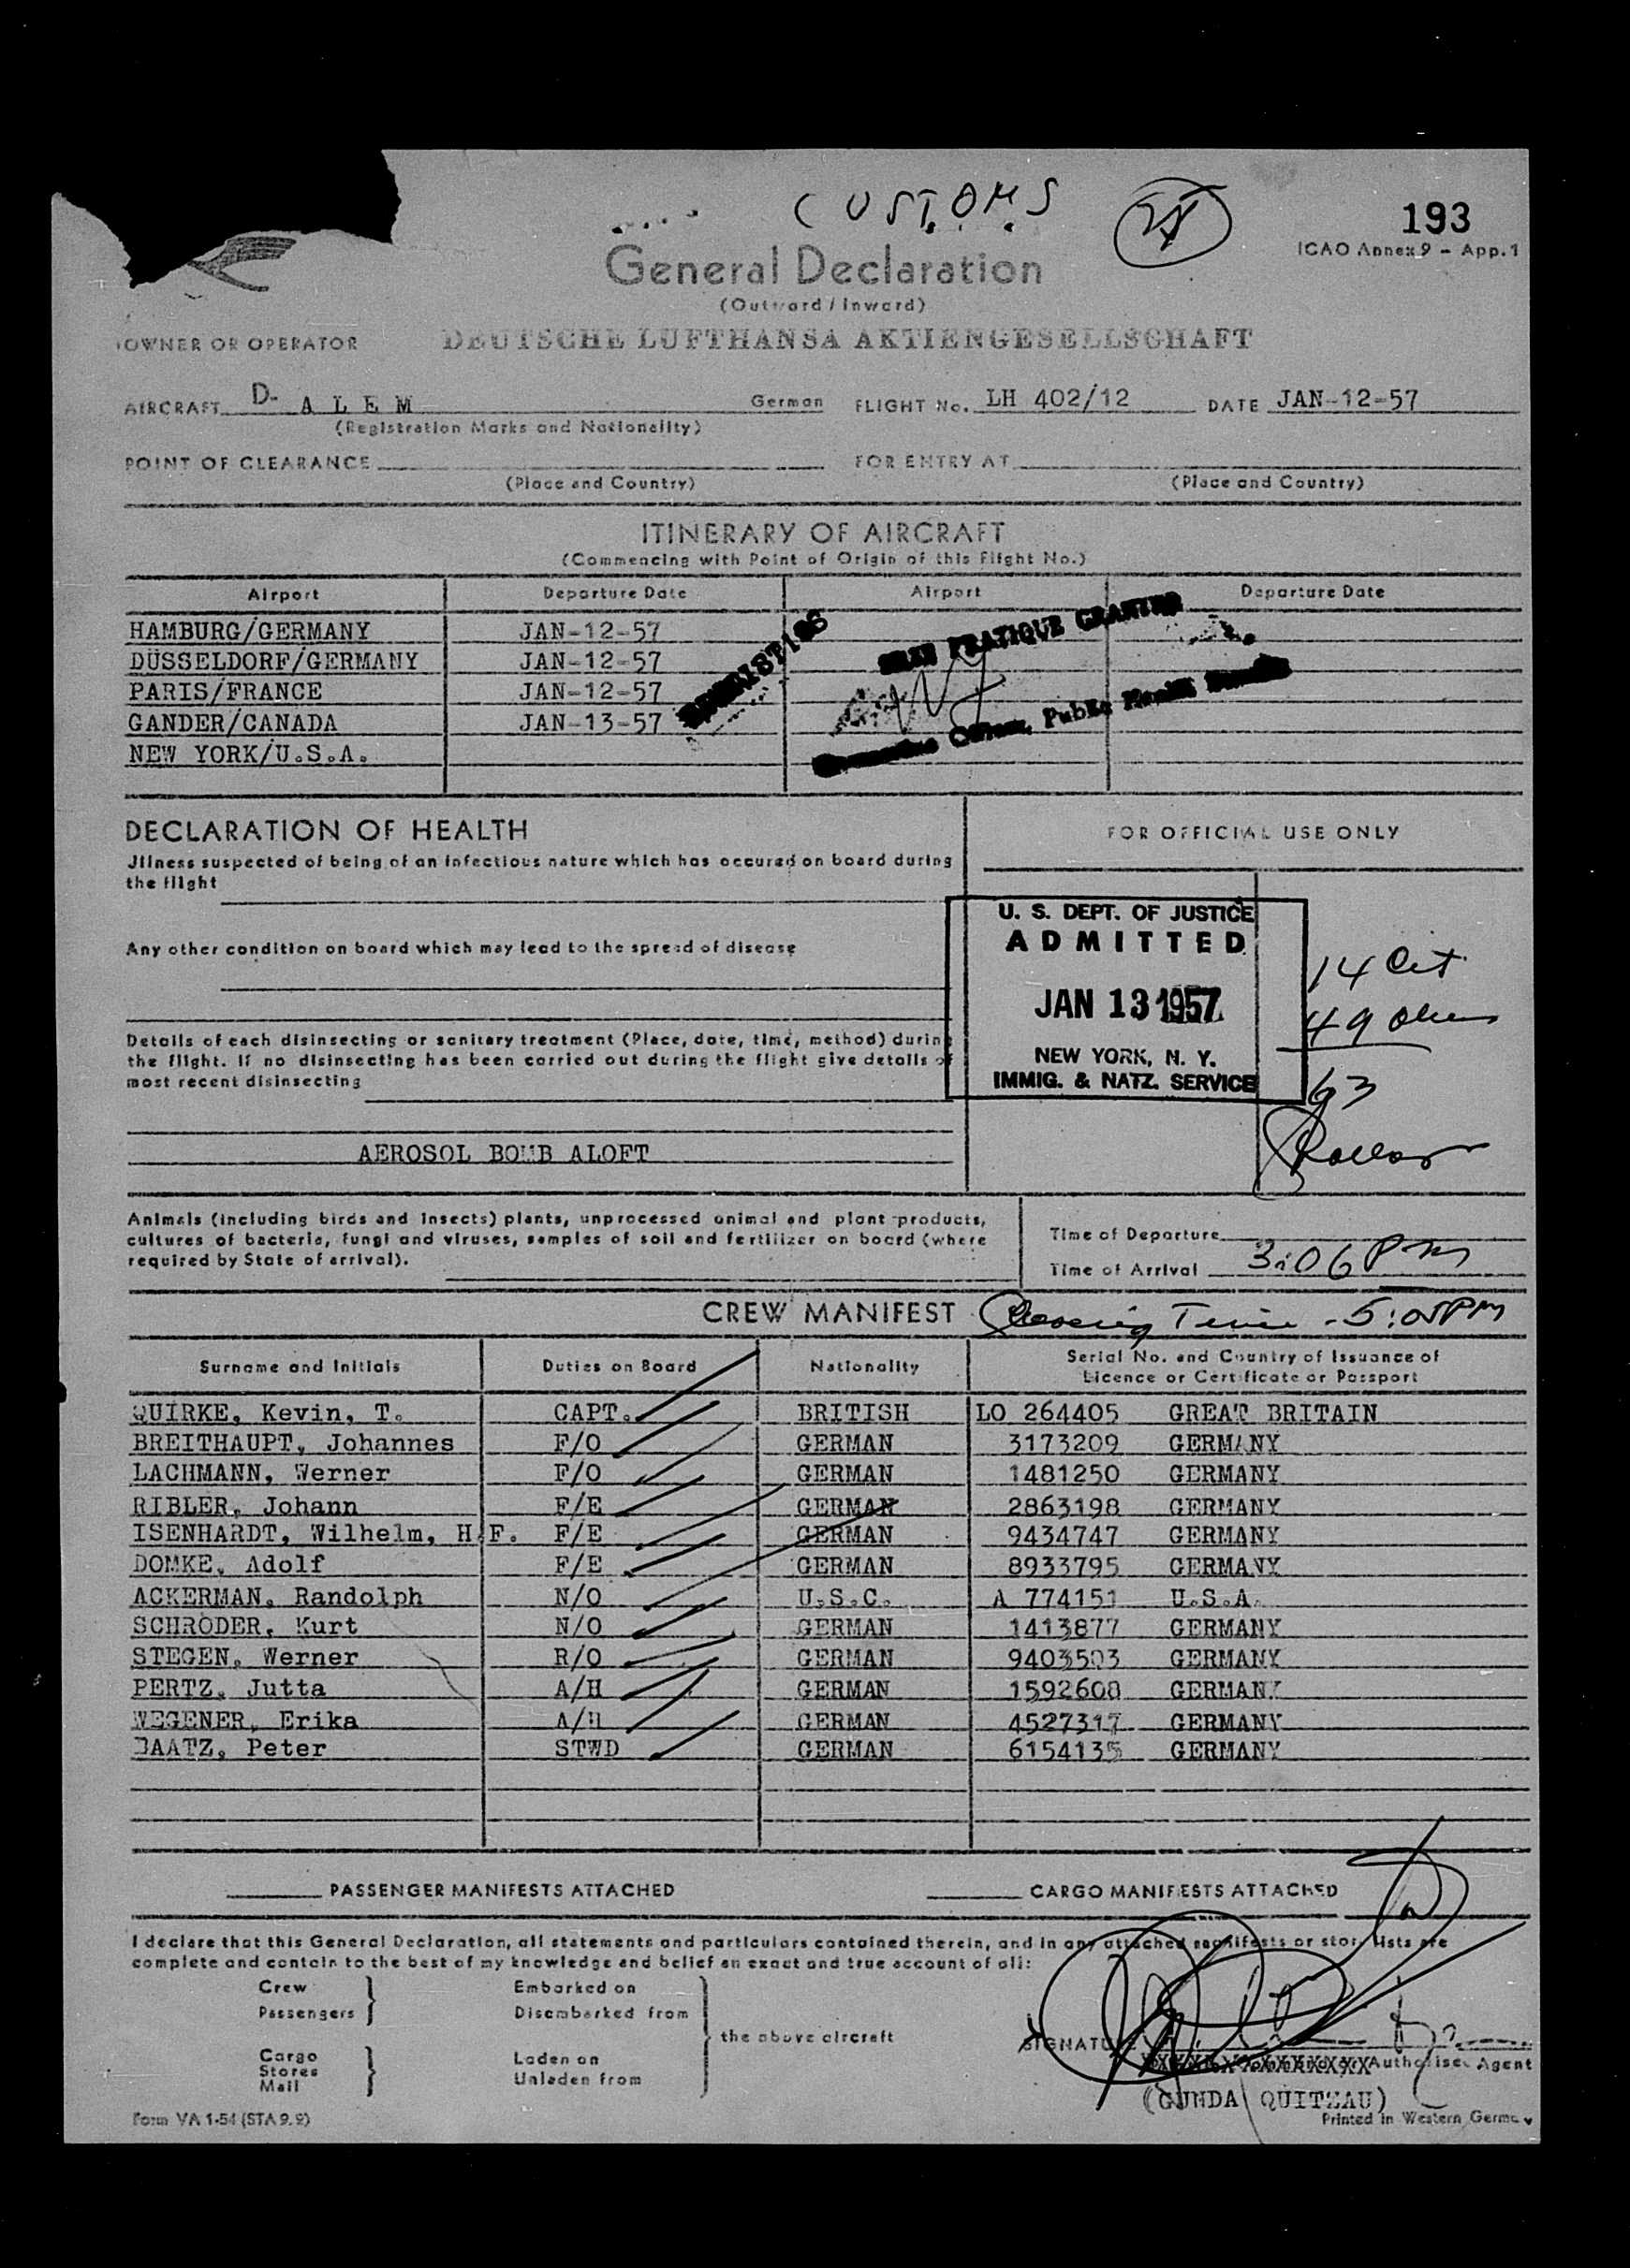 CUSTOMS
193
ICAO Annex 9 - App. 1
General Declaration
(Outward / Inward)
OWNER OR OPERATOR DEUTSCHE LUFTHANSA AKTIENGESELLSCHAFT
AIRCRAFT D- A L E M German FLIGHT No. LH 402/12 DATE JAN-12-57
(Registration Marks and Nationality)
POINT OF CLEARANCE FOR ENTRY AT
(Place and Country) (Place and Country)
ITINERARY OF AIRCRAFT
(Commencing with Point of Origin of this Flight No.)
Airport Departure Date Airport Departure Date
HAMBURG/GERMANY JAN-12-57
DÜSSELDORF/GERMANY JAN-12-57
PARIS/FRANCE JAN-12-57
GANDER/CANADA JAN-13-57
NEW YORK/U.S.A.
PRATIQUE GRANTED
Officer, Public Health
DECLARATION OF HEALTH
FOR OFFICIAL USE ONLY
Jllness suspected of being of an infectious nature which has occured on board during
the flight
Any other condition on board which may lead to the spread of disease
Details of each disinsecting or sanitary treatment (Place, date, time, method) during
the flight. If no disinsecting has been carried out during the flight give details of
most recent disinsecting
AEROSOL BOMB ALOFT
U. S. DEPT. OF JUSTICE
ADMITTED
JAN 13 1957
NEW YORK, N. Y.
IMMIG. & NATZ. SERVICE
14 Cit
49
63
Animals (including birds and insects) plants, unprocessed animal and plant products,
cultures of bacteria, fungi and viruses, samples of soil and fertilizer on board (where
required by State of arrival).
Time of Departure
Time of Arrival 3:06 PM
CREW MANIFEST Time - 5:05 PM
Surname and Initials Duties on Board Nationality Serial No. and Country of Issuance of
Licence or Certificate or Passport
QUIRKE, Kevin, T. CAPT. BRITISH LO 264405 GREAT BRITAIN
BREITHAUPT, Johannes F/O GERMAN 3173209 GERMANY
LACHMANN, Werner F/O GERMAN 1481250 GERMANY
RIBLER, Johann F/E GERMAN 2863198 GERMANY
ISENHARDT, Wilhelm, H.F. F/E GERMAN 9434747 GERMANY
DOMKE, Adolf F/E GERMAN 8933795 GERMANY
ACKERMAN, Randolph N/O U.S.C. A 774151 U.S.A.
SCHRÖDER, Kurt N/O GERMAN 1413877 GERMANY
STEGEN, Werner R/O GERMAN 9403503 GERMANY
PERTZ, Jutta A/H GERMAN 1592608 GERMANY
WEGENER, Erika A/H GERMAN 4527317 GERMANY
BAATZ, Peter STWD GERMAN 6154135 GERMANY
PASSENGER MANIFESTS ATTACHED CARGO MANIFESTS ATTACHED
I declare that this General Declaration, all statements and particulars contained therein, and in any attached manifests or stores lists are
complete and contain to the best of my knowledge and belief an exact and true account of all:
Crew Embarked on
Passengers Disembarked from
the above aircraft
Cargo Laden on
Stores
Mail Unladen from
SIGNATURE
Authorised Agent
(GUNDA QUITZAU)
Form VA 1-54 (STA 9.9)
Printed in Western Germany